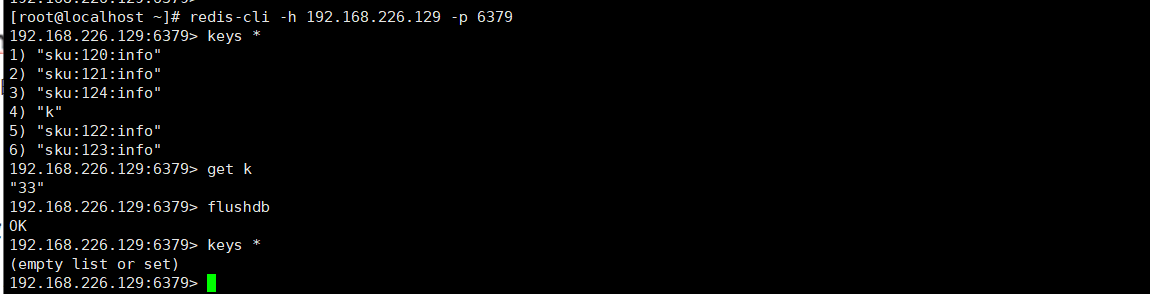 [root@localhost ~]# redis-cli -h 192.168.226.129 -p 6379
192.168.226.129:6379> keys *
1) "sku:120:info"
2) "sku:121:info"
3) "sku:124:info"
4) "k"
5) "sku:122:info"
6) "sku:123:info"
192.168.226.129:6379> get k
"33"
192.168.226.129:6379> flushdb
OK
192.168.226.129:6379> keys *
(empty list or set)
192.168.226.129:6379>